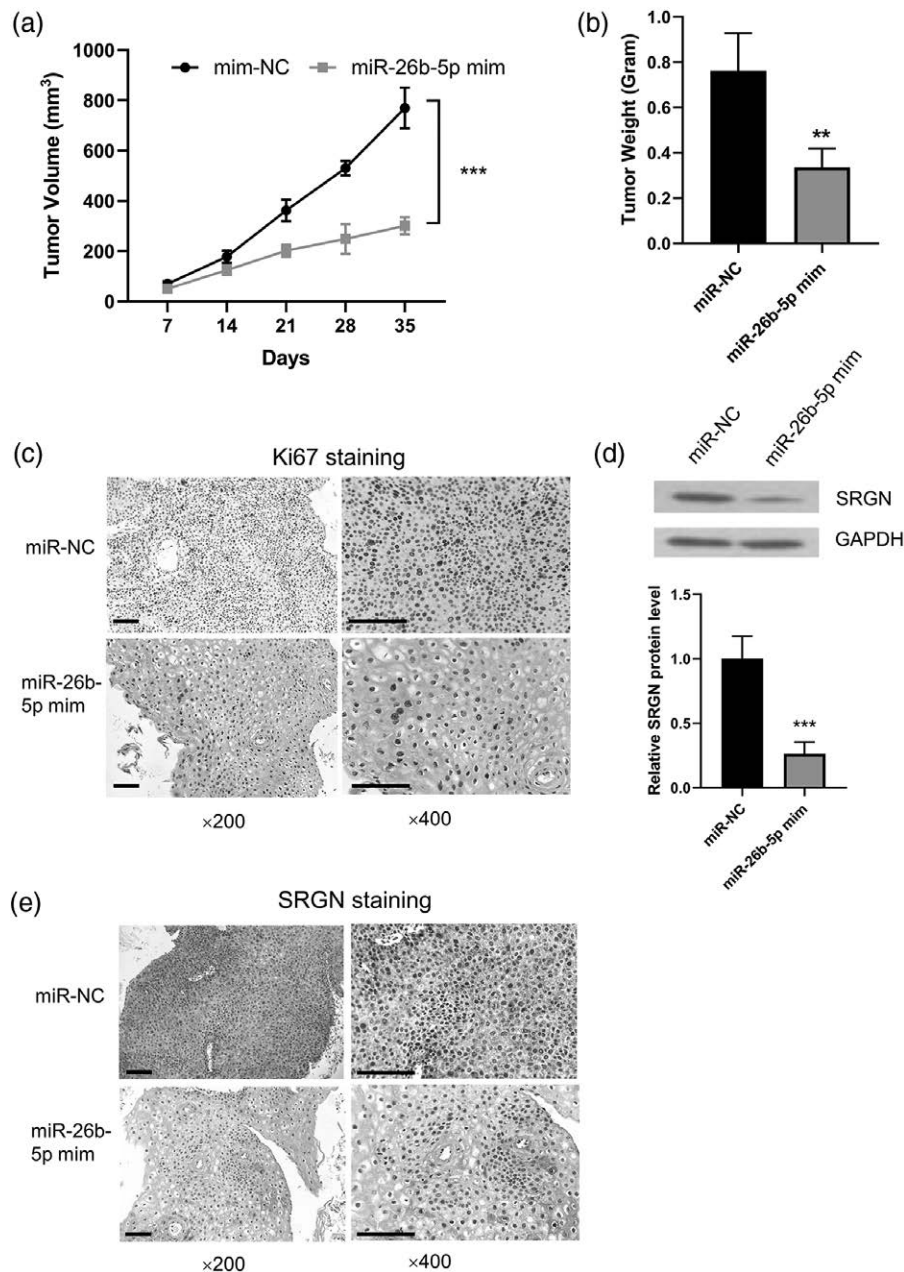 (a)
mim-NC
miR-26b-5p mim
Tumor Volume (mm³)
1000
800
600
400
200
0
***
7 14 21 28 35
Days
(b)
Tumor Weight (Gram)
1.0
0.8
0.6
0.4
0.2
0.0
**
miR-NC
miR-26b-5p mim
(c)
Ki67 staining
miR-NC
miR-26b-
5p mim
×200
×400
(d)
miR-NC
miR-26b-5p mim
SRGN
GAPDH
Relative SRGN protein level
1.5
1.0
0.5
0.0
***
miR-NC
miR-26b-5p mim
(e)
SRGN staining
miR-NC
miR-26b-
5p mim
×200
×400